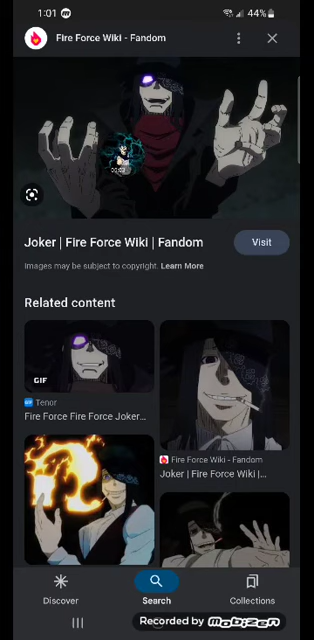 1:01
44%
Fire Force Wiki - Fandom
00:03
Joker | Fire Force Wiki | Fandom
Visit
Images may be subject to copyright. Learn More
Related content
GIF
Tenor
Fire Force Fire Force Joker...
Fire Force Wiki - Fandom
Joker | Fire Force Wiki |...
Discover
Search
Collections
Recorded by Mobizen